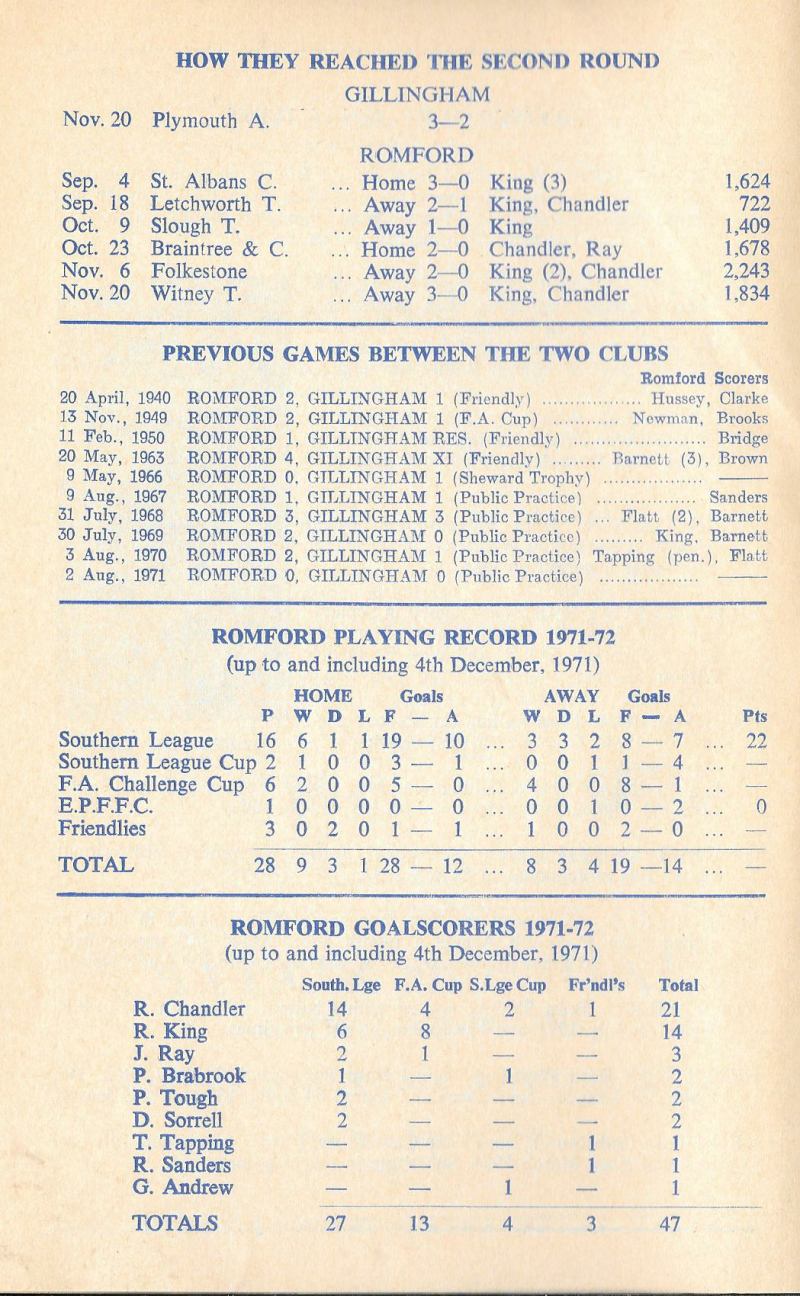 HOW THEY REACHED THE SECOND ROUND
GILLINGHAM
Nov. 20 Plymouth A. 3—2
ROMFORD
Sep. 4 St. Albans C. ... Home 3—0 King (3) 1,624
Sep. 18 Letchworth T. ... Away 2—1 King, Chandler 722
Oct. 9 Slough T. ... Away 1—0 King 1,409
Oct. 23 Braintree & C. ... Home 2—0 Chandler, Ray 1,678
Nov. 6 Folkestone ... Away 2—0 King (2), Chandler 2,243
Nov. 20 Witney T. ... Away 3—0 King, Chandler 1,834
PREVIOUS GAMES BETWEEN THE TWO CLUBS
Romford Scorers
20 April, 1940 ROMFORD 2, GILLINGHAM 1 (Friendly) ................. Hussey, Clarke
13 Nov., 1949 ROMFORD 2, GILLINGHAM 1 (F.A. Cup) ........... Newman, Brooks
11 Feb., 1950 ROMFORD 1, GILLINGHAM RES. (Friendly) ....................... Bridge
20 May, 1963 ROMFORD 4, GILLINGHAM XI (Friendly) ......... Barnett (3), Brown
9 May, 1966 ROMFORD 0, GILLINGHAM 1 (Sheward Trophy) ................. ———
9 Aug., 1967 ROMFORD 1, GILLINGHAM 1 (Public Practice) ................. Sanders
31 July, 1968 ROMFORD 3, GILLINGHAM 3 (Public Practice) ... Flatt (2), Barnett
30 July, 1969 ROMFORD 2, GILLINGHAM 0 (Public Practice) ......... King, Barnett
3 Aug., 1970 ROMFORD 2, GILLINGHAM 1 (Public Practice) Tapping (pen.), Flatt
2 Aug., 1971 ROMFORD 0, GILLINGHAM 0 (Public Practice) ................. ———
ROMFORD PLAYING RECORD 1971-72
(up to and including 4th December, 1971)
HOME Goals AWAY Goals
P W D L F — A W D L F — A Pts
Southern League 16 6 1 1 19 — 10 ... 3 3 2 8 — 7 ... 22
Southern League Cup 2 1 0 0 3 — 1 ... 0 0 1 1 — 4 ... —
F.A. Challenge Cup 6 2 0 0 5 — 0 ... 4 0 0 8 — 1 ... —
E.P.F.F.C. 1 0 0 0 0 — 0 ... 0 0 1 0 — 2 ... 0
Friendlies 3 0 2 0 1 — 1 ... 1 0 0 2 — 0 ... —
TOTAL 28 9 3 1 28 — 12 ... 8 3 4 19 —14 ... —
ROMFORD GOALSCORERS 1971-72
(up to and including 4th December, 1971)
South. Lge F.A. Cup S.Lge Cup Fr'ndl's Total
R. Chandler 14 4 2 1 21
R. King 6 8 — — 14
J. Ray 2 1 — — 3
P. Brabrook 1 — 1 — 2
P. Tough 2 — — — 2
D. Sorrell 2 — — — 2
T. Tapping — — — 1 1
R. Sanders — — — 1 1
G. Andrew — — 1 — 1
TOTALS 27 13 4 3 47